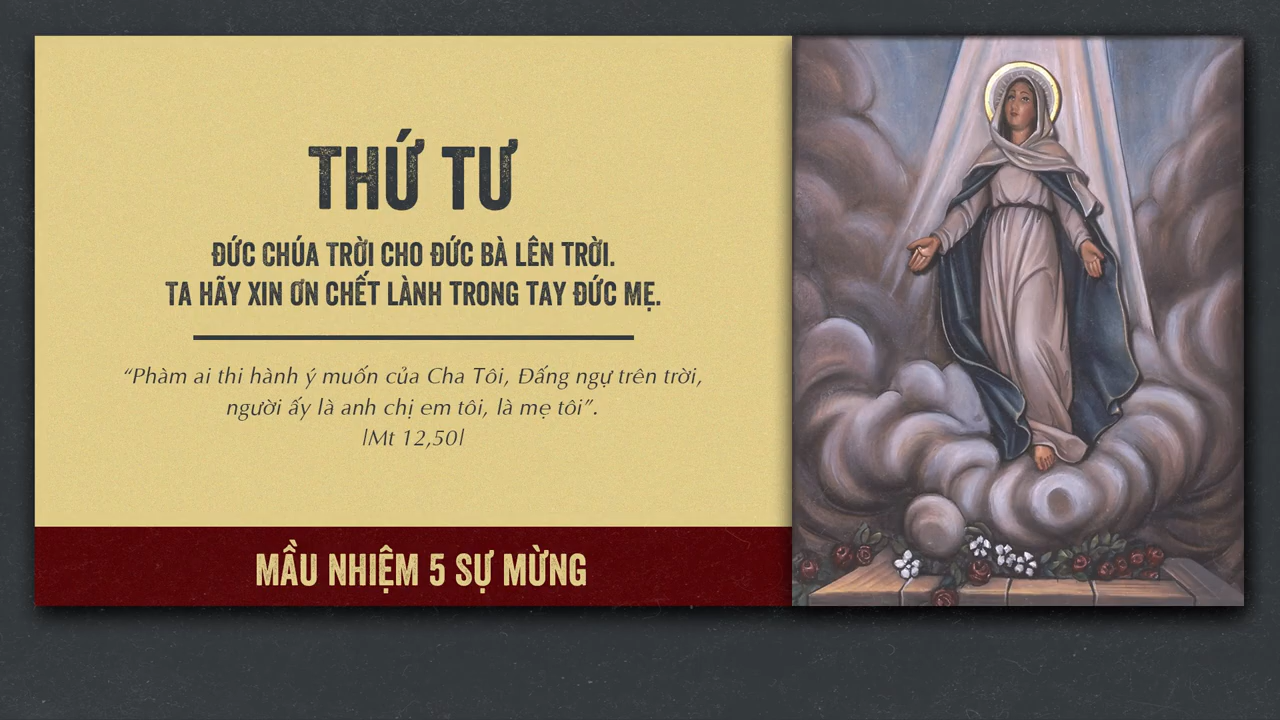 THỨ TƯ
ĐỨC CHÚA TRỜI CHO ĐỨC BÀ LÊN TRỜI.
TA HÃY XIN ƠN CHẾT LÀNH TRONG TAY ĐỨC MẸ.
“Phàm ai thi hành ý muốn của Cha Tôi, Đấng ngự trên trời,
người ấy là anh chị em tôi, là mẹ tôi”.
|Mt 12,50|
MẦU NHIỆM 5 SỰ MỪNG